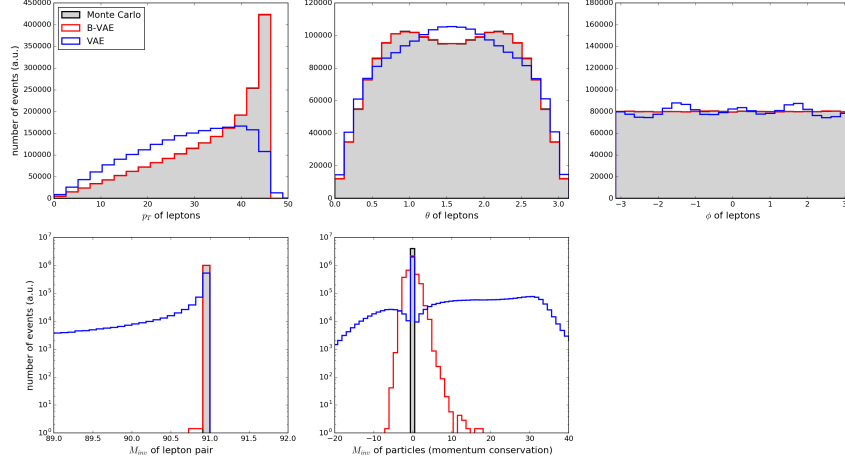 450000
400000
350000
300000
250000
200000
150000
100000
50000
0
number of events (a.u.)
Monte Carlo
B-VAE
VAE
0 10 20 30 40 50
p_T of leptons
120000
100000
80000
60000
40000
20000
0
0.0 0.5 1.0 1.5 2.0 2.5 3.0
θ of leptons
180000
160000
140000
120000
100000
80000
60000
40000
20000
0
−3 −2 −1 0 1 2 3
ϕ of leptons
10^7
10^6
10^5
10^4
10^3
10^2
10^1
10^0
number of events (a.u.)
89.0 89.5 90.0 90.5 91.0 91.5 92.0
M_inv of lepton pair
10^7
10^6
10^5
10^4
10^3
10^2
10^1
10^0
−20 −10 0 10 20 30 40
M_inv of particles (momentum conservation)